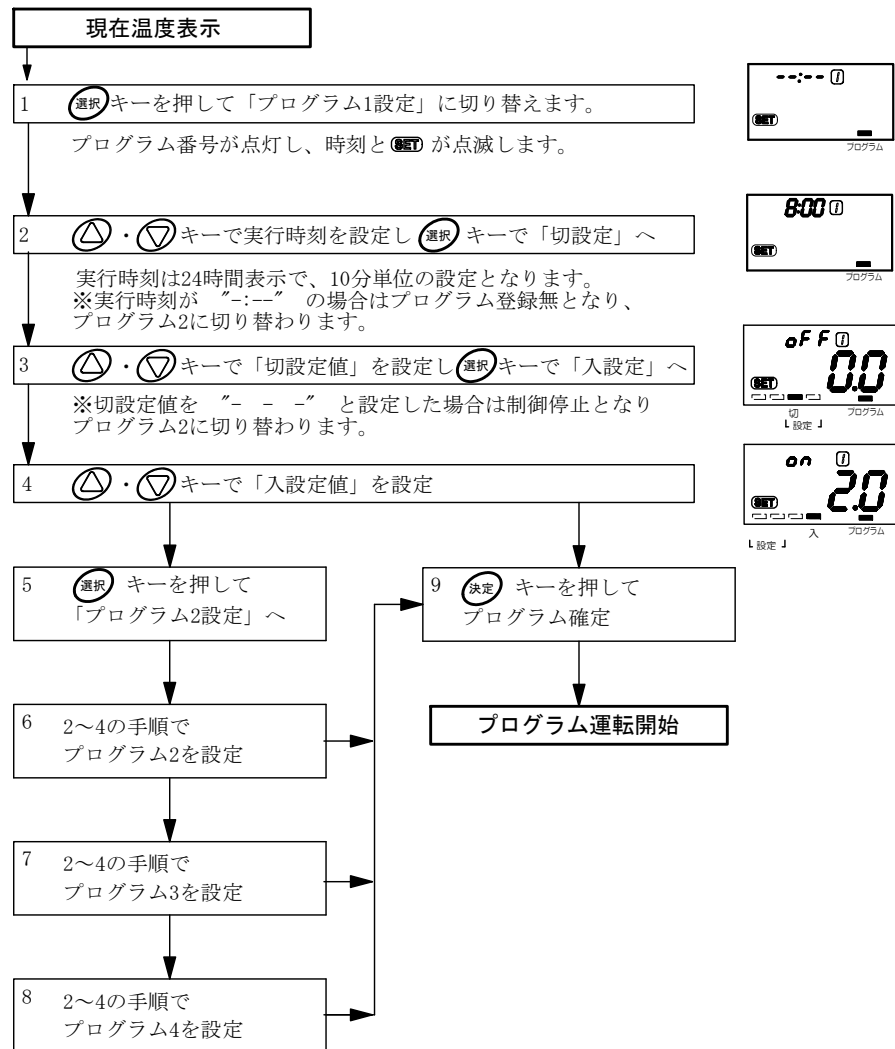 現在温度表示
1 選択キーを押して「プログラム1設定」に切り替えます。
プログラム番号が点灯し、時刻と SET が点滅します。
--:-- 1
SET
プログラム
2 △・▽キーで実行時刻を設定し 選択 キーで「切設定」へ
実行時刻は24時間表示で、10分単位の設定となります。
※実行時刻が "-:--" の場合はプログラム登録無となり、
プログラム2に切り替わります。
8:00 1
SET
プログラム
3 △・▽キーで「切設定値」を設定し選択キーで「入設定」へ
※切設定値を "- - -" と設定した場合は制御停止となり
プログラム2に切り替わります。
oFF 1
SET 0.0
切 プログラム
┗ 設定 ┛
4 △・▽キーで「入設定値」を設定
on 1
SET 2.0
入 プログラム
┗ 設定 ┛
5 選択 キーを押して
「プログラム2設定」へ
9 決定 キーを押して
プログラム確定
プログラム運転開始
6 2～4の手順で
プログラム2を設定
7 2～4の手順で
プログラム3を設定
8 2～4の手順で
プログラム4を設定